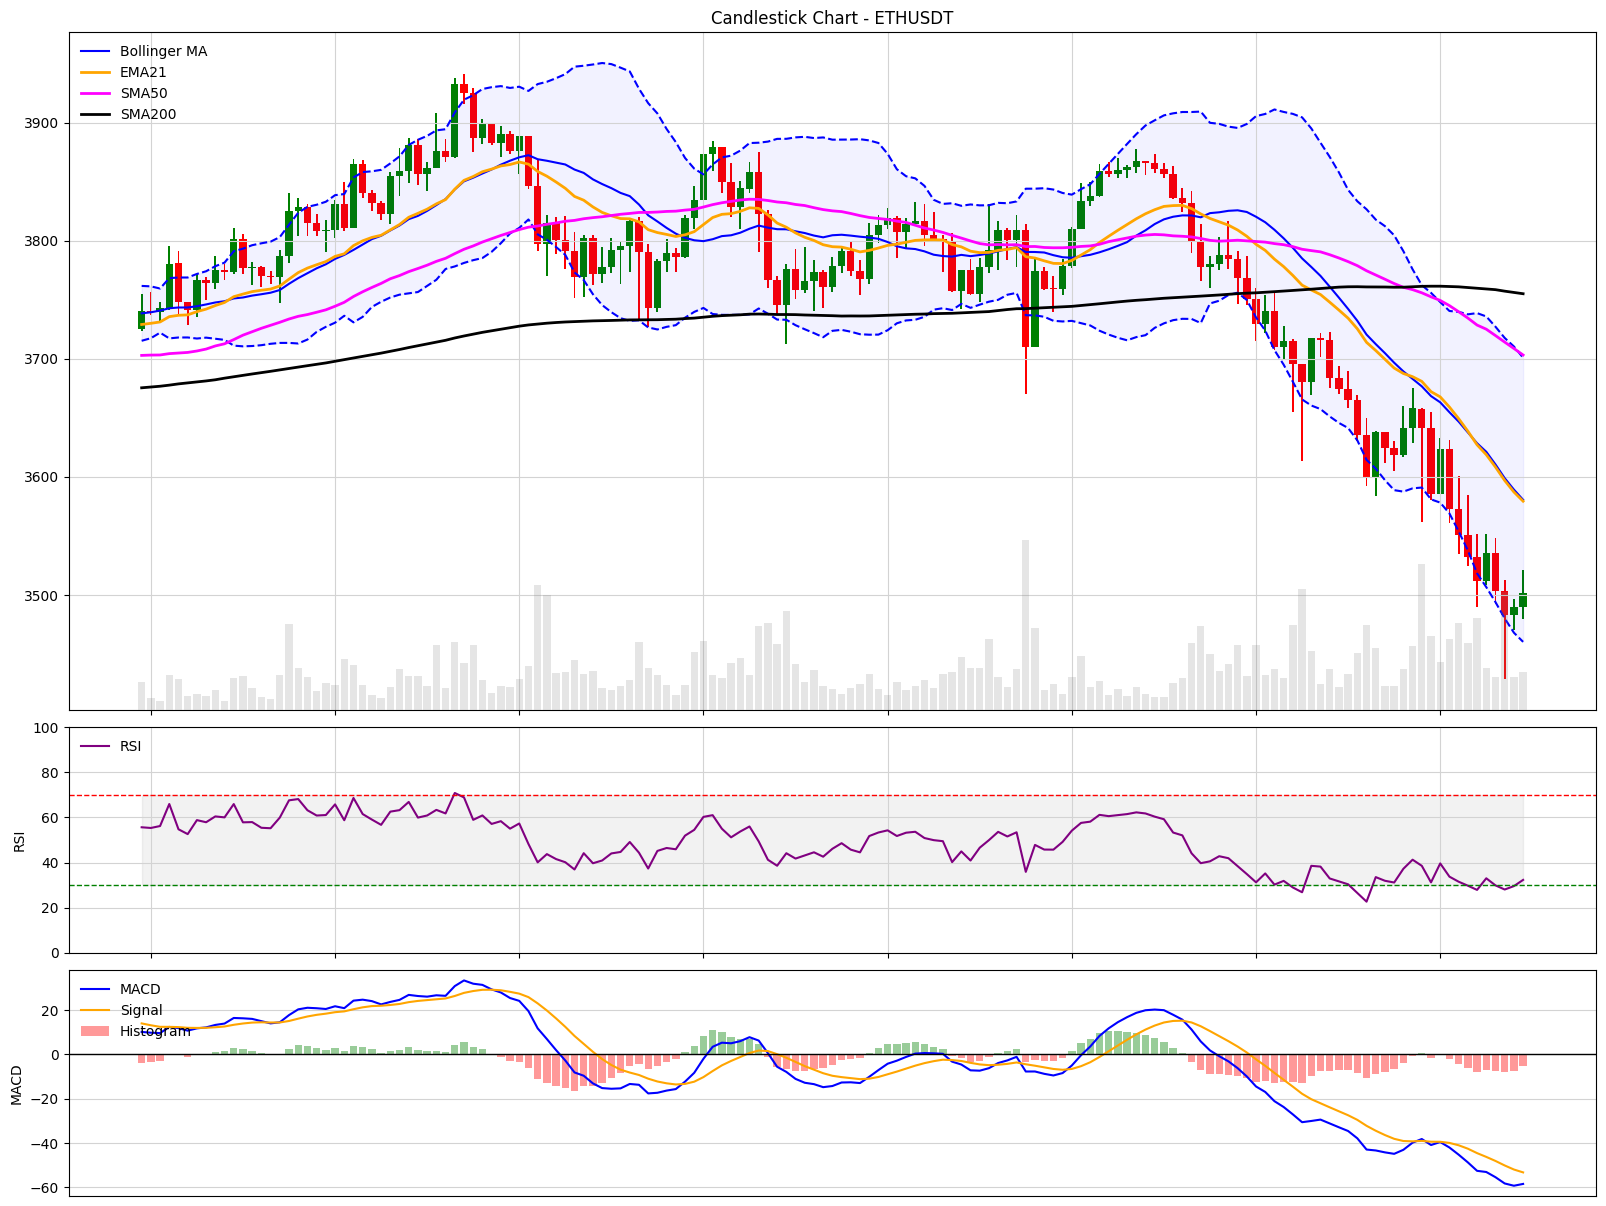 Candlestick Chart - ETHUSDT
Bollinger MA
EMA21
SMA50
SMA200
3900
3800
3700
3600
3500
100
80
60
40
20
0
RSI
RSI
20
0
−20
−40
−60
MACD
MACD
Signal
Histogram